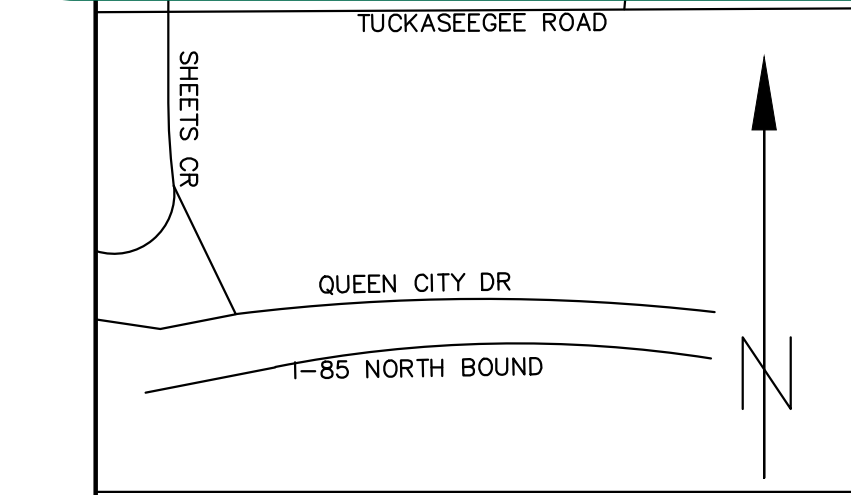 TUCKASEEGEE ROAD
SHEETS CR
QUEEN CITY DR
I-85 NORTH BOUND
N